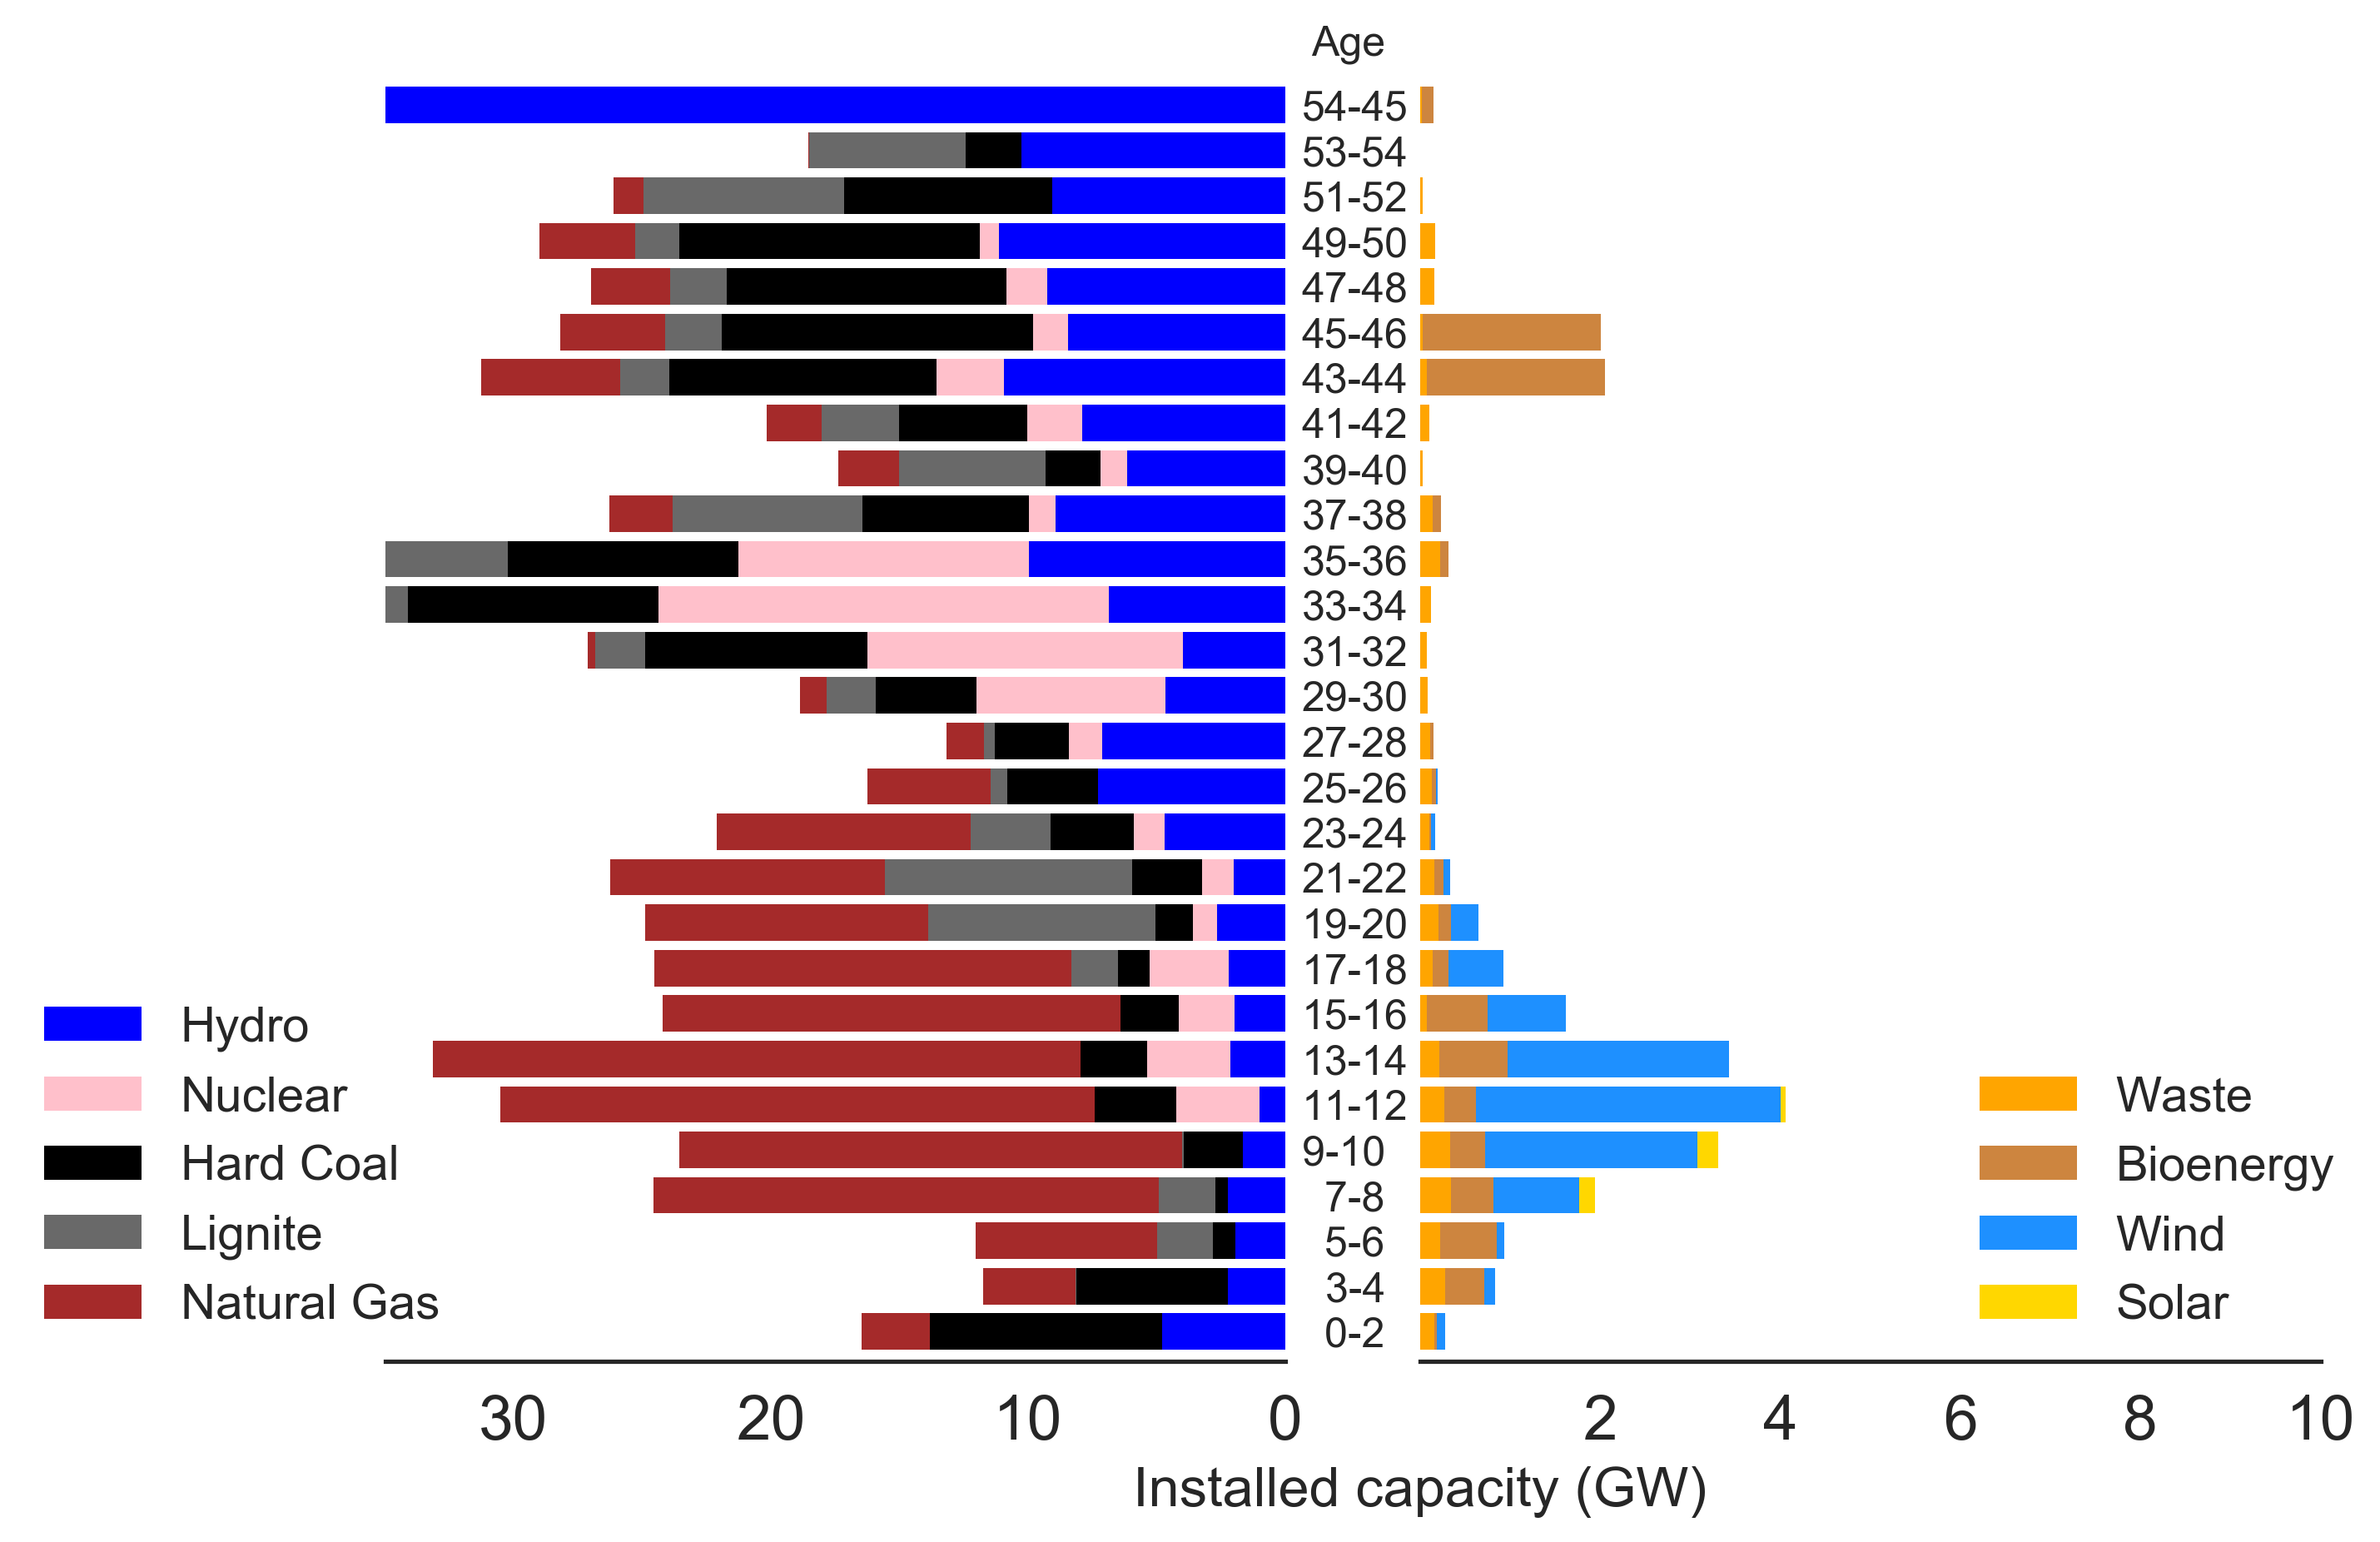 Age
54-45
53-54
51-52
49-50
47-48
45-46
43-44
41-42
39-40
37-38
35-36
33-34
31-32
29-30
27-28
25-26
23-24
21-22
19-20
17-18
15-16
13-14
11-12
9-10
7-8
5-6
3-4
0-2
Hydro
Nuclear
Hard Coal
Lignite
Natural Gas
Waste
Bioenergy
Wind
Solar
30 20 10 0 2 4 6 8 10
Installed capacity (GW)